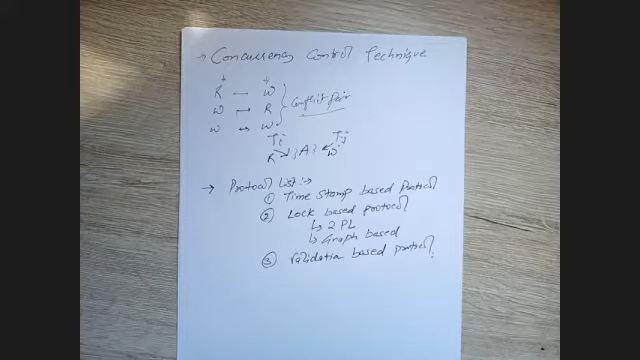 → Concurrency Control Technique
↓ ↓
R — W
W ↔ R } Conflict Pair
W ↔ W
Ti Tj
R → {A} ← W
→ Protocol List :→
① Time Stamp based Protocol
② Lock based protocol
↳ 2 PL
↳ Graph based
③ Validation based protocol